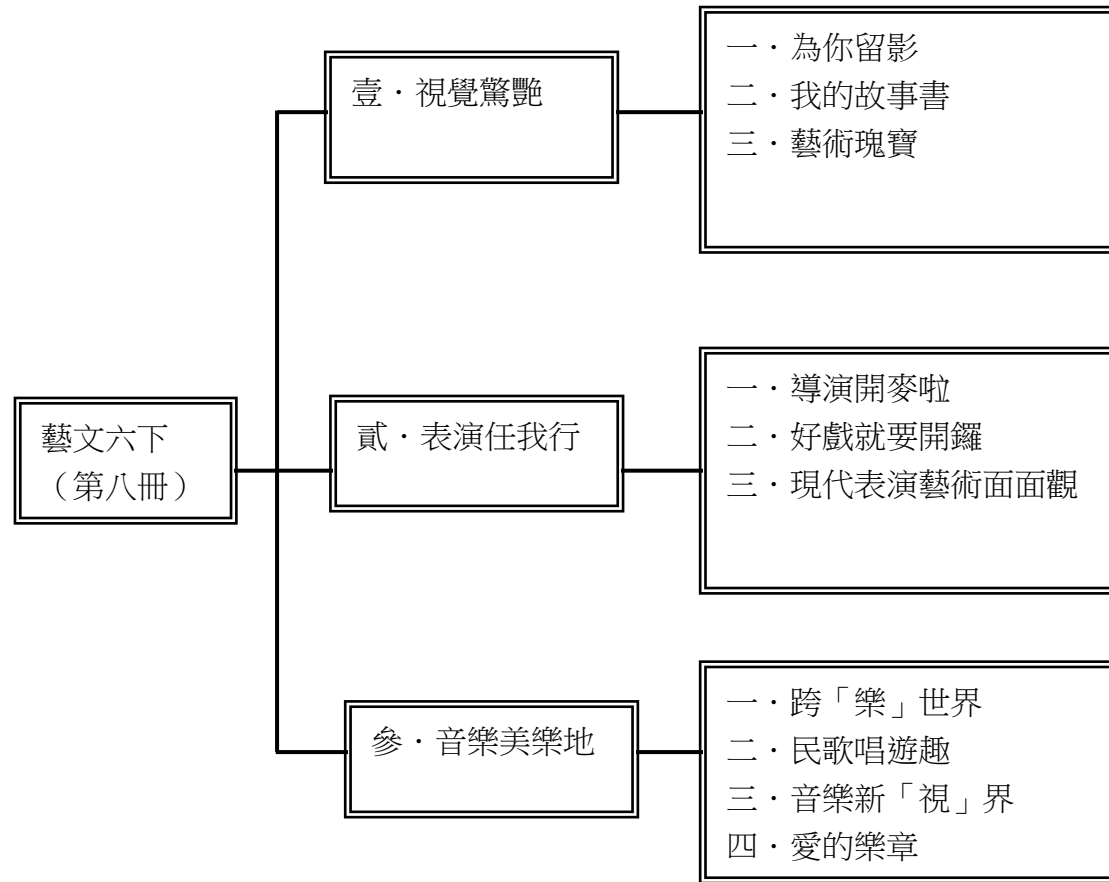 藝文六下
（第八冊）
壹．視覺驚艷
一．為你留影
二．我的故事書
三．藝術瑰寶
貳．表演任我行
一．導演開麥啦
二．好戲就要開鑼
三．現代表演藝術面面觀
參．音樂美樂地
一．跨「樂」世界
二．民歌唱遊趣
三．音樂新「視」界
四．愛的樂章